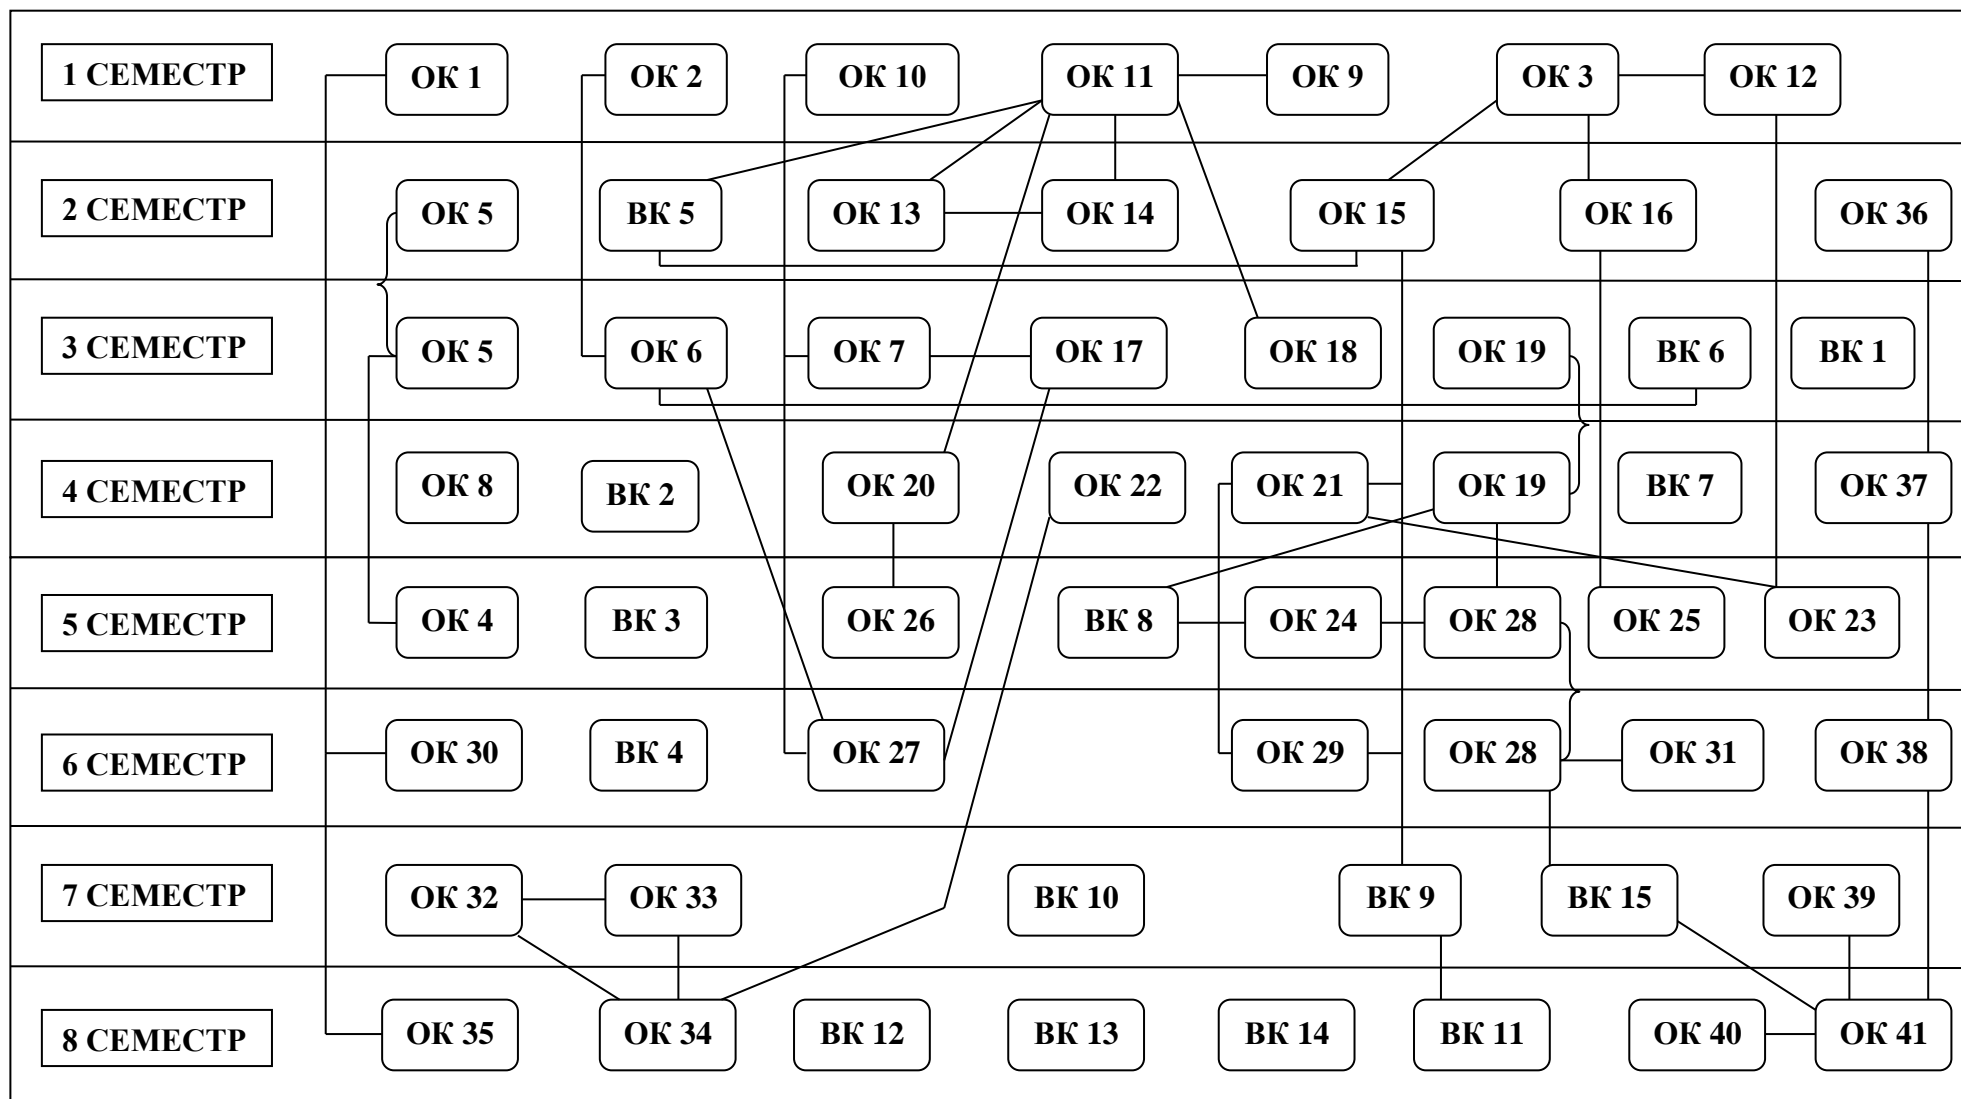 1 СЕМЕСТР ОК 1 ОК 2 ОК 10 ОК 11 ОК 9 ОК 3 ОК 12
2 СЕМЕСТР ОК 5 ВК 5 ОК 13 ОК 14 ОК 15 ОК 16 ОК 36
3 СЕМЕСТР ОК 5 ОК 6 ОК 7 ОК 17 ОК 18 ОК 19 ВК 6 ВК 1
4 СЕМЕСТР ОК 8 ВК 2 ОК 20 ОК 22 ОК 21 ОК 19 ВК 7 ОК 37
5 СЕМЕСТР ОК 4 ВК 3 ОК 26 ВК 8 ОК 24 ОК 28 ОК 25 ОК 23
6 СЕМЕСТР ОК 30 ВК 4 ОК 27 ОК 29 ОК 28 ОК 31 ОК 38
7 СЕМЕСТР ОК 32 ОК 33 ВК 10 ВК 9 ВК 15 ОК 39
8 СЕМЕСТР ОК 35 ОК 34 ВК 12 ВК 13 ВК 14 ВК 11 ОК 40 ОК 41